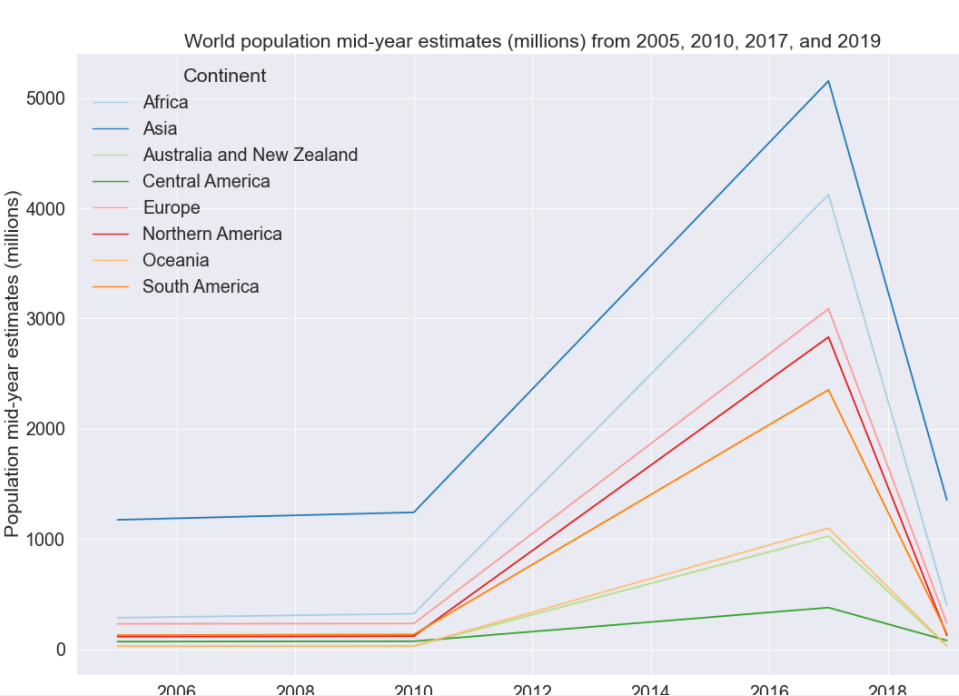 World population mid-year estimates (millions) from 2005, 2010, 2017, and 2019
Continent
Africa
Asia
Australia and New Zealand
Central America
Europe
Northern America
Oceania
South America
Population mid-year estimates (millions)
5000
4000
3000
2000
1000
0
2006 2008 2010 2012 2014 2016 2018